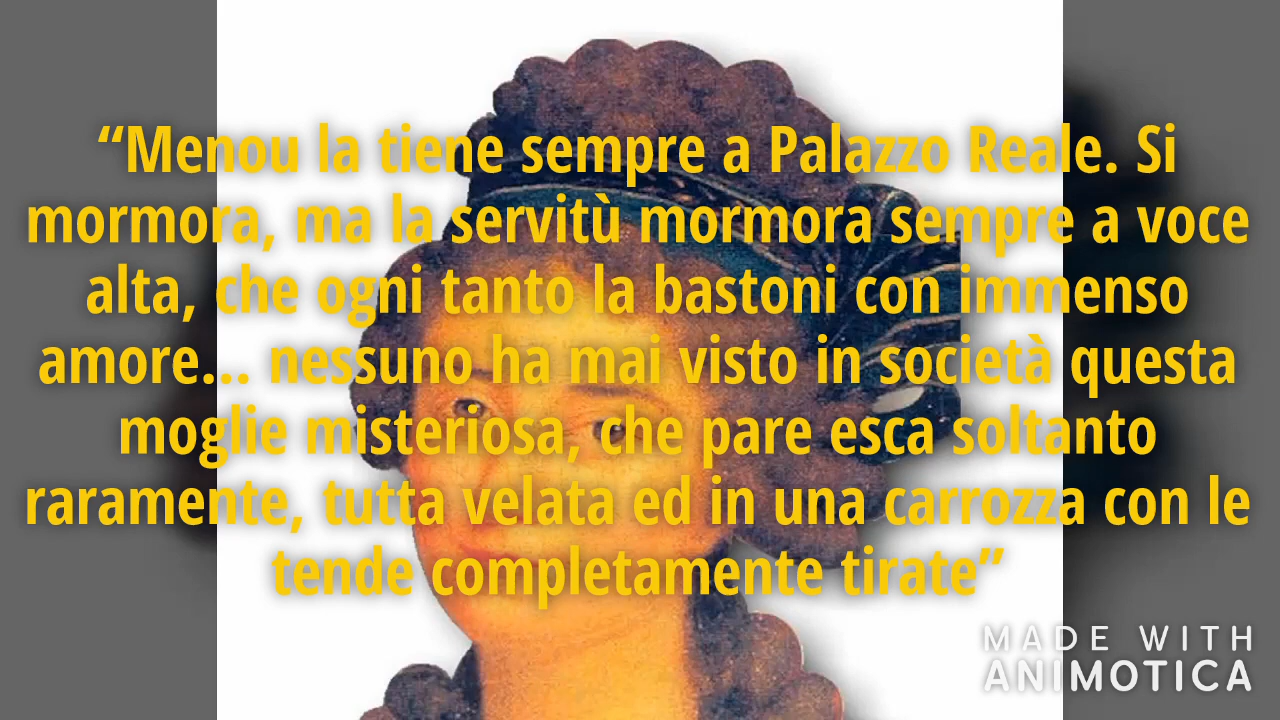 “Menou la tiene sempre a Palazzo Reale. Si
mormora, ma la servitù mormora sempre a voce
alta, che ogni tanto la bastoni con immenso
amore... nessuno ha mai visto in società questa
moglie misteriosa, che pare esca soltanto
raramente, tutta velata ed in una carrozza con le
tende completamente tirate”
MADE WITH
ANIMOTICA